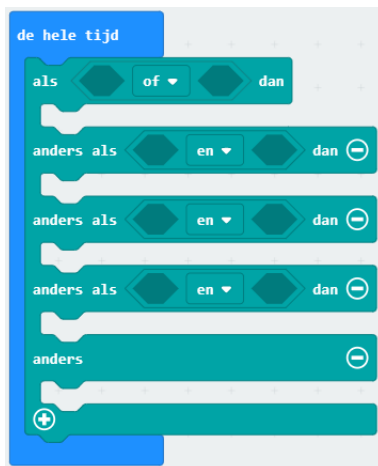 de hele tijd
als of dan
anders als en dan
anders als en dan
anders als en dan
anders